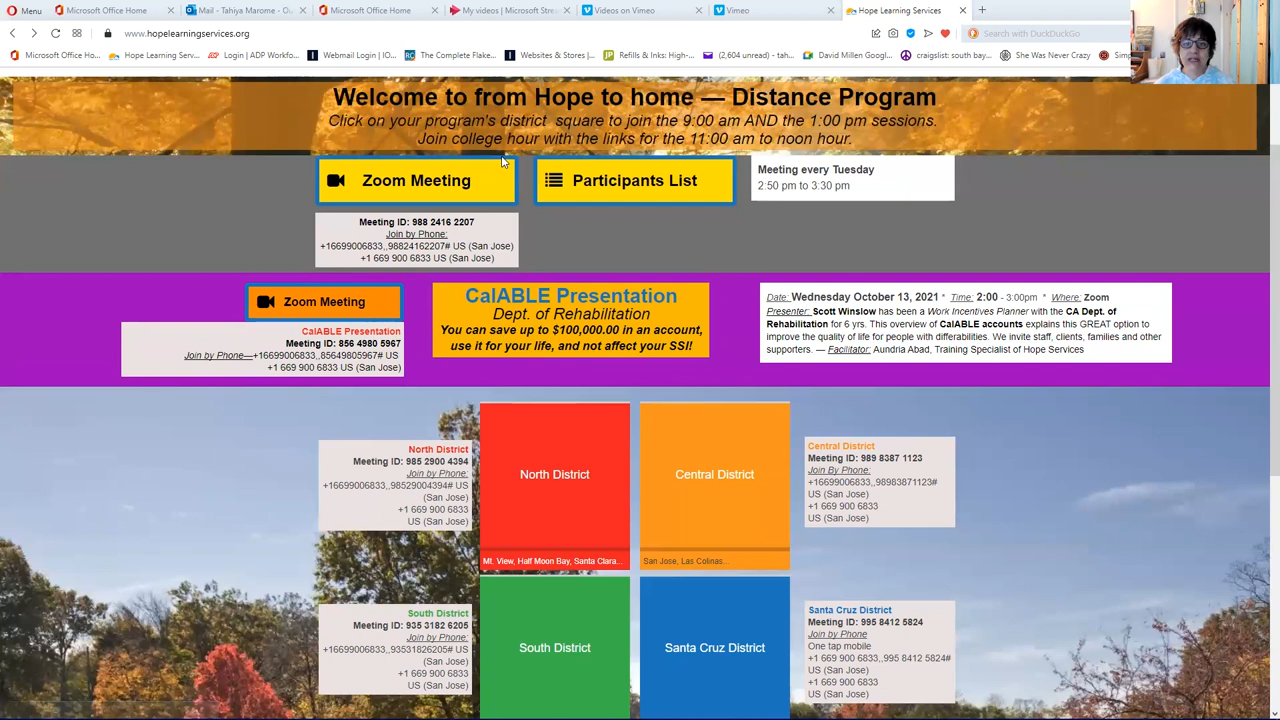 Menu
Microsoft Office Home
Mail - Tahiya Marome - Ou
Microsoft Office Home
My videos | Microsoft Stre
Videos on Vimeo
Vimeo
Hope Learning Services
www.hopelearningservices.org
Search with DuckDuckGo
Microsoft Office Ho...
Hope Learning Serv...
Login | ADP Workfo...
Webmail Login | IO...
The Complete Flake...
Websites & Stores |...
Refills & Inks: High-...
(2,604 unread) - tah...
David Millen Googl...
craigslist: south bay...
She Was Never Crazy
Welcome to from Hope to home — Distance Program
Click on your program's district square to join the 9:00 am AND the 1:00 pm sessions.
Join college hour with the links for the 11:00 am to noon hour.
Zoom Meeting
Participants List
Meeting every Tuesday
2:50 pm to 3:30 pm
Meeting ID: 988 2416 2207
Join by Phone:
+16699006833,,98824162207# US (San Jose)
+1 669 900 6833 US (San Jose)
Zoom Meeting
CalABLE Presentation
Meeting ID: 856 4980 5967
Join by Phone—+16699006833,,85649805967# US
+1 669 900 6833 US (San Jose)
CalABLE Presentation
Dept. of Rehabilitation
You can save up to $100,000.00 in an account,
use it for your life, and not affect your SSI!
Date: Wednesday October 13, 2021 * Time: 2:00 - 3:00pm * Where: Zoom
Presenter: Scott Winslow has been a Work Incentives Planner with the CA Dept. of
Rehabilitation for 6 yrs. This overview of CalABLE accounts explains this GREAT option to
improve the quality of life for people with differabilities. We invite staff, clients, families and other
supporters. — Facilitator: Aundria Abad, Training Specialist of Hope Services
North District
Meeting ID: 985 2900 4394
Join by Phone:
+16699006833,,98529004394# US
(San Jose)
+1 669 900 6833
US (San Jose)
North District
Mt. View, Half Moon Bay, Santa Clara...
Central District
San Jose, Las Colinas...
Central District
Meeting ID: 989 8387 1123
Join By Phone:
+16699006833,,98983871123#
US (San Jose)
+1 669 900 6833
US (San Jose)
South District
Meeting ID: 935 3182 6205
Join by Phone:
+16699006833,,93531826205# US
(San Jose)
+1 669 900 6833
US (San Jose)
South District
Santa Cruz District
Santa Cruz District
Meeting ID: 995 8412 5824
Join by Phone
One tap mobile
+1 669 900 6833,,995 8412 5824#
US (San Jose)
+1 669 900 6833
US (San Jose)